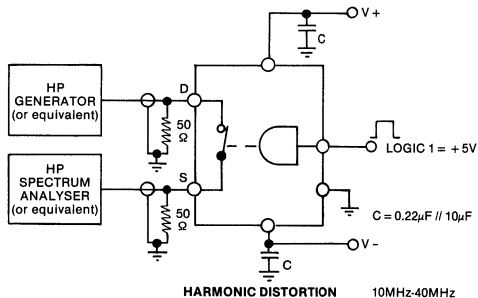 V +
C
HP
GENERATOR
(or equivalent)
D
50
Ω
LOGIC 1 = + 5V
HP
SPECTRUM
ANALYSER
(or equivalent)
S
50
Ω
C = 0.22μF // 10μF
V –
C
HARMONIC DISTORTION 10MHz-40MHz